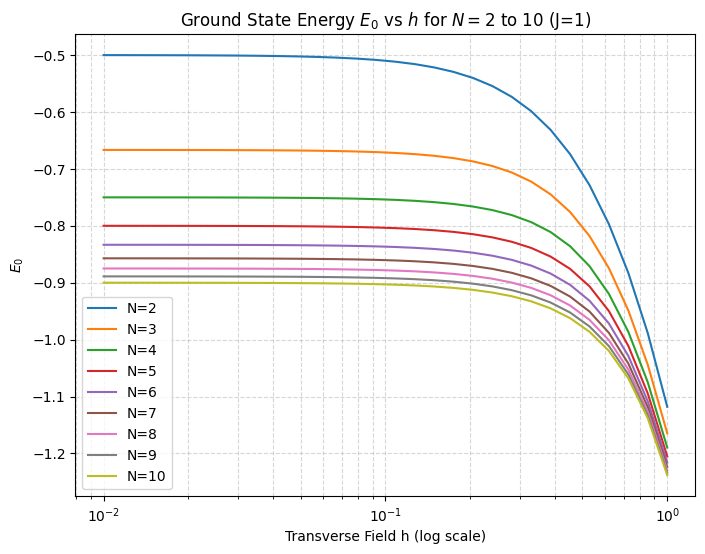 Ground State Energy E₀ vs h for N = 2 to 10 (J=1)
−0.5
−0.6
−0.7
−0.8
−0.9
−1.0
−1.1
−1.2
E₀
N=2
N=3
N=4
N=5
N=6
N=7
N=8
N=9
N=10
10⁻² 10⁻¹ 10⁰
Transverse Field h (log scale)